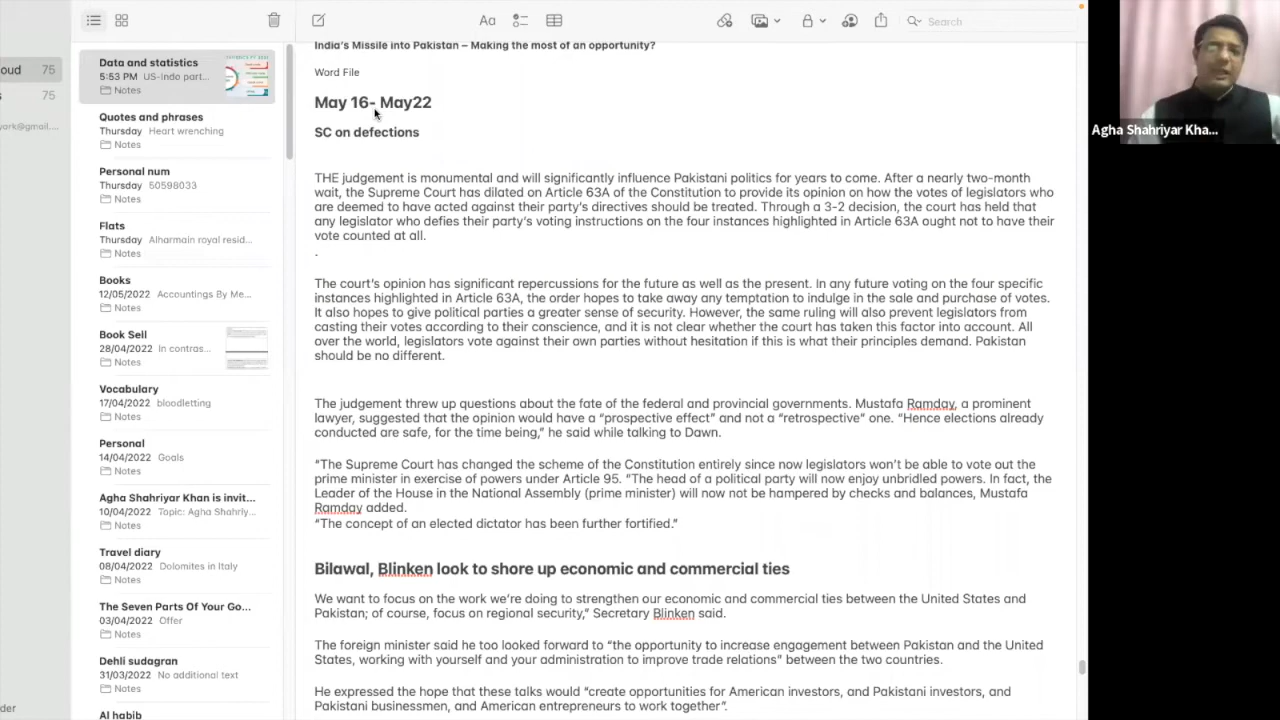 Search
India's Missile into Pakistan – Making the most of an opportunity?
oud 75
s 75
york@gmail....
der
Data and statistics
5:53 PM US-Indo part...
Notes
Quotes and phrases
Thursday Heart wrenching
Notes
Personal num
Thursday 50598033
Notes
Flats
Thursday Alharmain royal resid...
Notes
Books
12/05/2022 Accountings By Me...
Notes
Book Sell
28/04/2022 In contras...
Notes
Vocabulary
17/04/2022 bloodletting
Notes
Personal
14/04/2022 Goals
Notes
Agha Shahriyar Khan is invit...
10/04/2022 Topic: Agha Shahriy...
Notes
Travel diary
08/04/2022 Dolomites in Italy
Notes
The Seven Parts Of Your Go...
03/04/2022 Offer
Notes
Dehli sudagran
31/03/2022 No additional text
Notes
Al habib
Word File
May 16- May22
SC on defections
THE judgement is monumental and will significantly influence Pakistani politics for years to come. After a nearly two-month
wait, the Supreme Court has dilated on Article 63A of the Constitution to provide its opinion on how the votes of legislators who
are deemed to have acted against their party's directives should be treated. Through a 3-2 decision, the court has held that
any legislator who defies their party's voting instructions on the four instances highlighted in Article 63A ought not to have their
vote counted at all.
.
The court's opinion has significant repercussions for the future as well as the present. In any future voting on the four specific
instances highlighted in Article 63A, the order hopes to take away any temptation to indulge in the sale and purchase of votes.
It also hopes to give political parties a greater sense of security. However, the same ruling will also prevent legislators from
casting their votes according to their conscience, and it is not clear whether the court has taken this factor into account. All
over the world, legislators vote against their own parties without hesitation if this is what their principles demand. Pakistan
should be no different.
The judgement threw up questions about the fate of the federal and provincial governments. Mustafa Ramday, a prominent
lawyer, suggested that the opinion would have a “prospective effect” and not a “retrospective” one. “Hence elections already
conducted are safe, for the time being,” he said while talking to Dawn.
“The Supreme Court has changed the scheme of the Constitution entirely since now legislators won't be able to vote out the
prime minister in exercise of powers under Article 95. “The head of a political party will now enjoy unbridled powers. In fact, the
Leader of the House in the National Assembly (prime minister) will now not be hampered by checks and balances, Mustafa
Ramday added.
“The concept of an elected dictator has been further fortified.”
Bilawal, Blinken look to shore up economic and commercial ties
We want to focus on the work we're doing to strengthen our economic and commercial ties between the United States and
Pakistan; of course, focus on regional security,” Secretary Blinken said.
The foreign minister said he too looked forward to “the opportunity to increase engagement between Pakistan and the United
States, working with yourself and your administration to improve trade relations” between the two countries.
He expressed the hope that these talks would “create opportunities for American investors, and Pakistani investors, and
Pakistani businessmen, and American entrepreneurs to work together”.
Agha Shahriyar Kha...